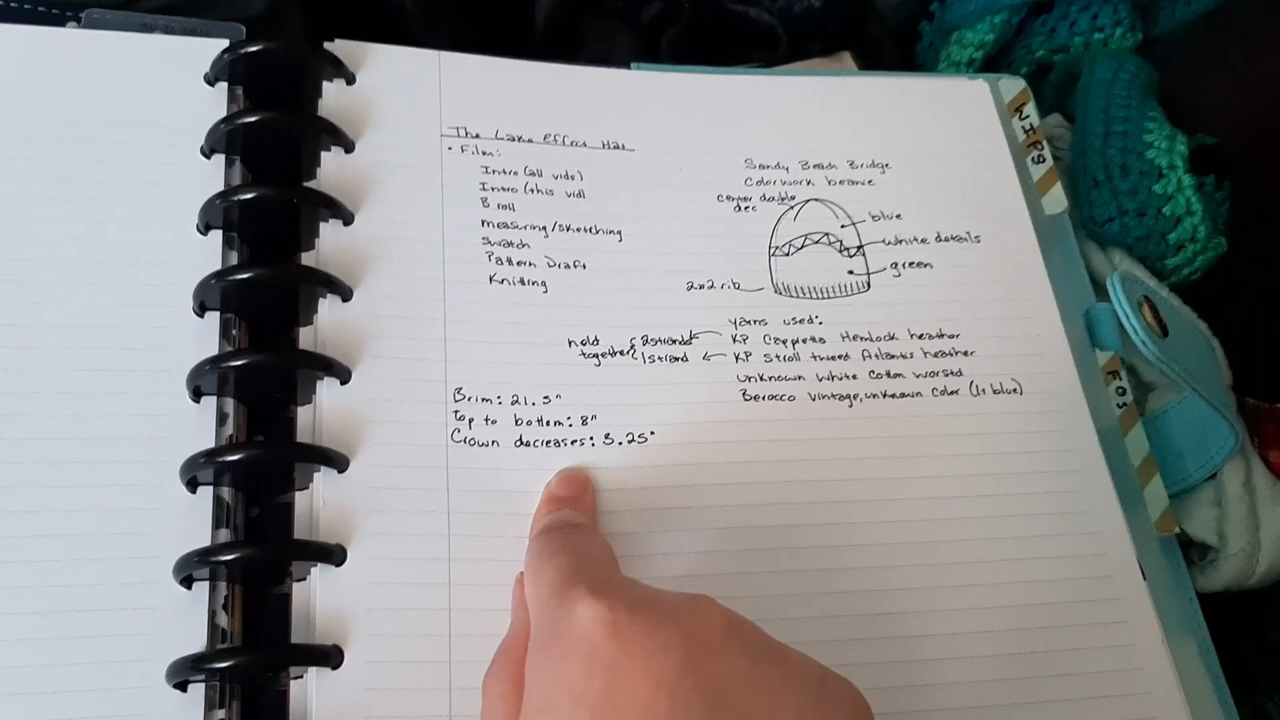 The Lake Effect Hat
• Film:
Intro (all vids)
Intro (this vid)
B roll
measuring/sketching
Swatch
Pattern Draft
Knitting
Sandy Beach Bridge
Colorwork beanie
center double
dec
blue
white details
green
2x2 rib
yarns used:
hold
together
2 strands
1 strand
KP Capretta Hemlock heather
KP Stroll tweed Atlantis heather
unknown white cotton worstd
Berocco vintage, unknown color (lt blue)
Brim: 21.5"
top to bottom: 8"
Crown decreases: 3.25"
WIPS
FOS